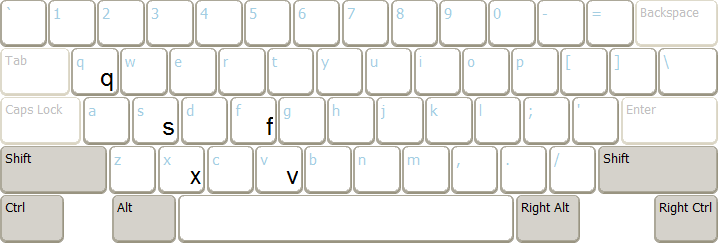 ` 1 2 3 4 5 6 7 8 9 0 - = Backspace
Tab q q w e r t y u i o p [ ] \
Caps Lock a s s d f f g h j k l ; ' Enter
Shift z x x c v v b n m , . / Shift
Ctrl Alt Right Alt Right Ctrl